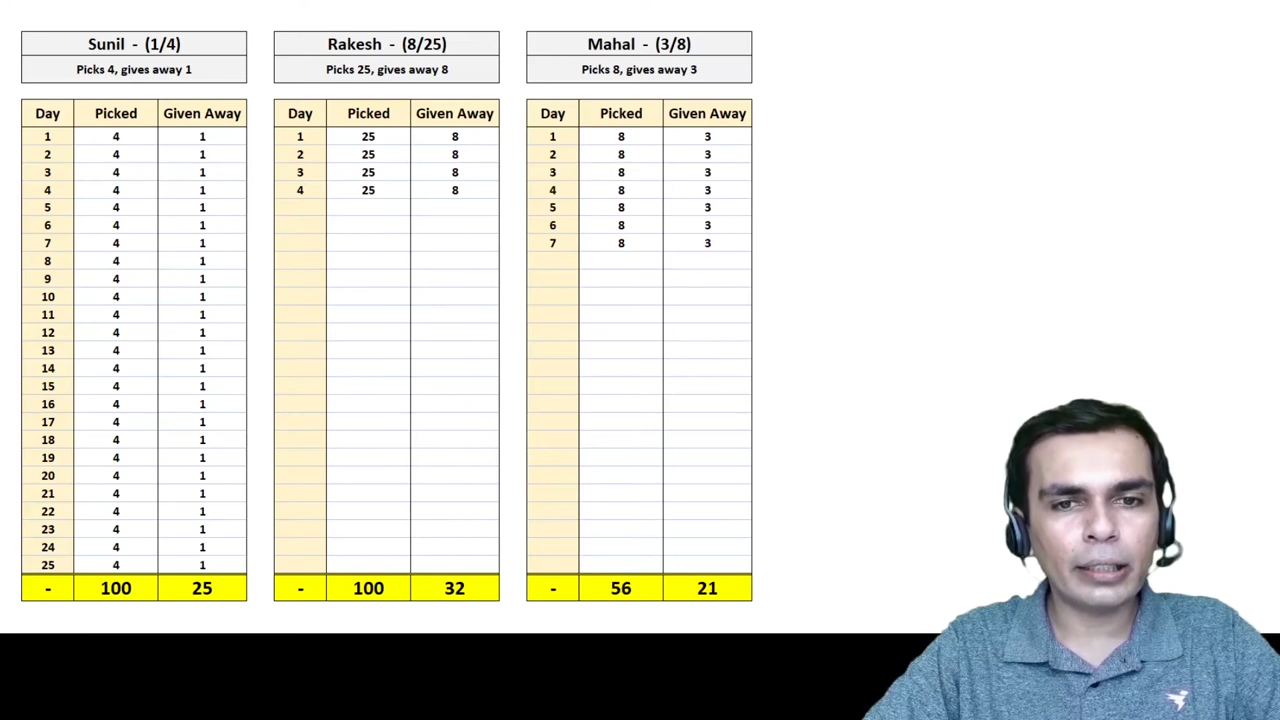 Sunil - (1/4)
Picks 4, gives away 1
Day Picked Given Away
1 4 1
2 4 1
3 4 1
4 4 1
5 4 1
6 4 1
7 4 1
8 4 1
9 4 1
10 4 1
11 4 1
12 4 1
13 4 1
14 4 1
15 4 1
16 4 1
17 4 1
18 4 1
19 4 1
20 4 1
21 4 1
22 4 1
23 4 1
24 4 1
25 4 1
- 100 25
Rakesh - (8/25)
Picks 25, gives away 8
Day Picked Given Away
1 25 8
2 25 8
3 25 8
4 25 8
- 100 32
Mahal - (3/8)
Picks 8, gives away 3
Day Picked Given Away
1 8 3
2 8 3
3 8 3
4 8 3
5 8 3
6 8 3
7 8 3
- 56 21